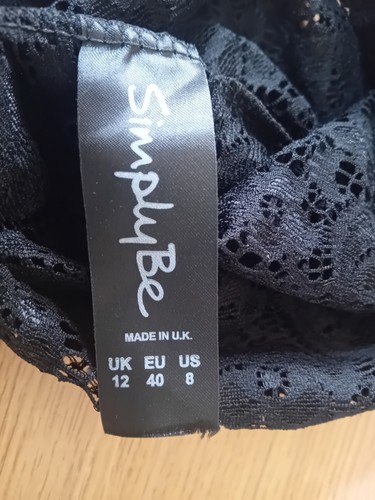 SimplyBe
MADE IN U.K.
UK EU US
12 40 8